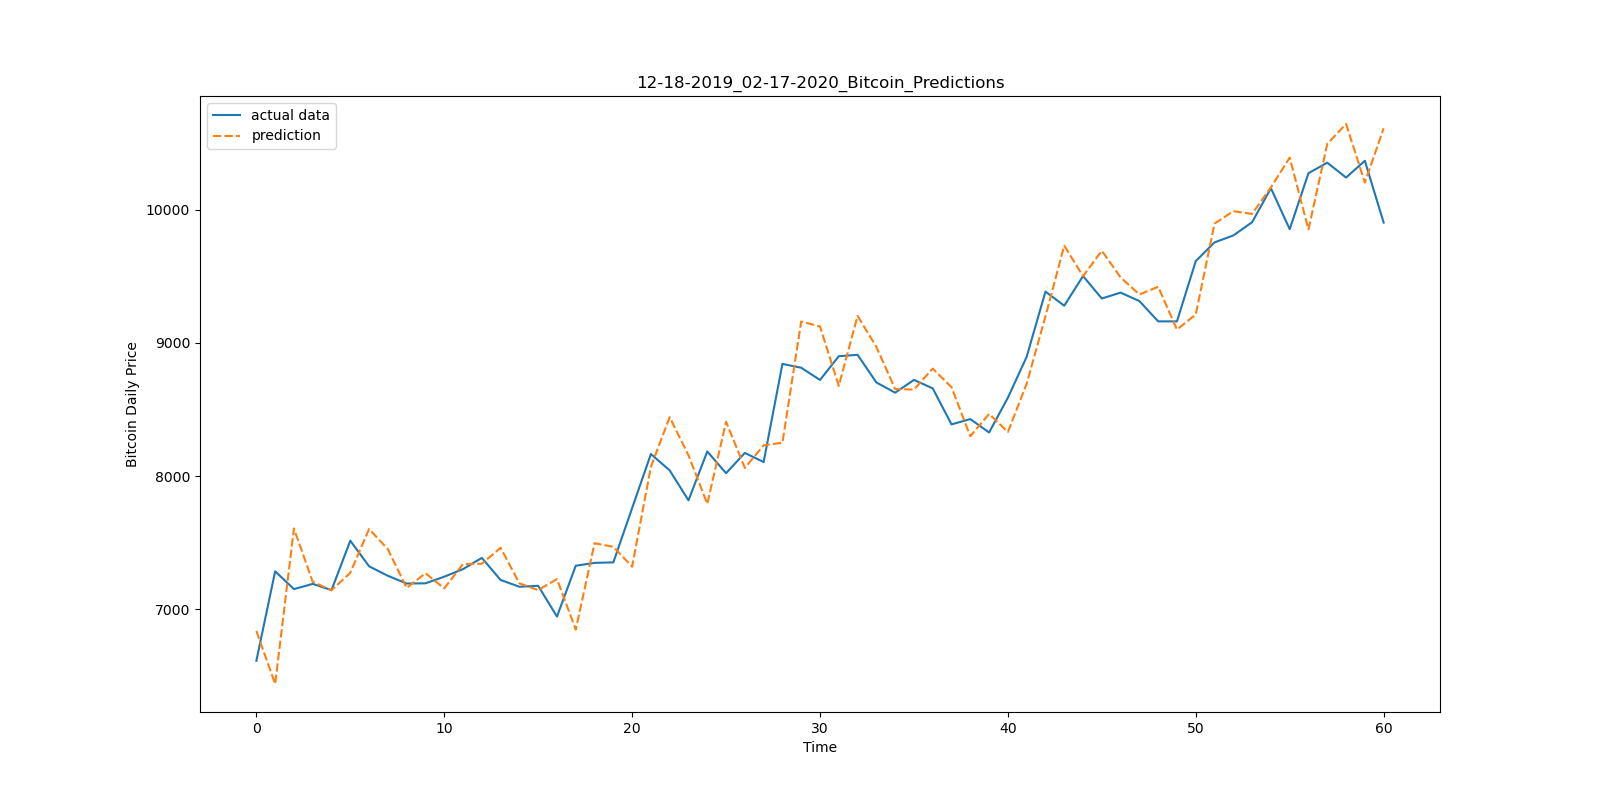 12-18-2019_02-17-2020_Bitcoin_Predictions
actual data
prediction
10000
9000
8000
7000
Bitcoin Daily Price
0 10 20 30 40 50 60
Time